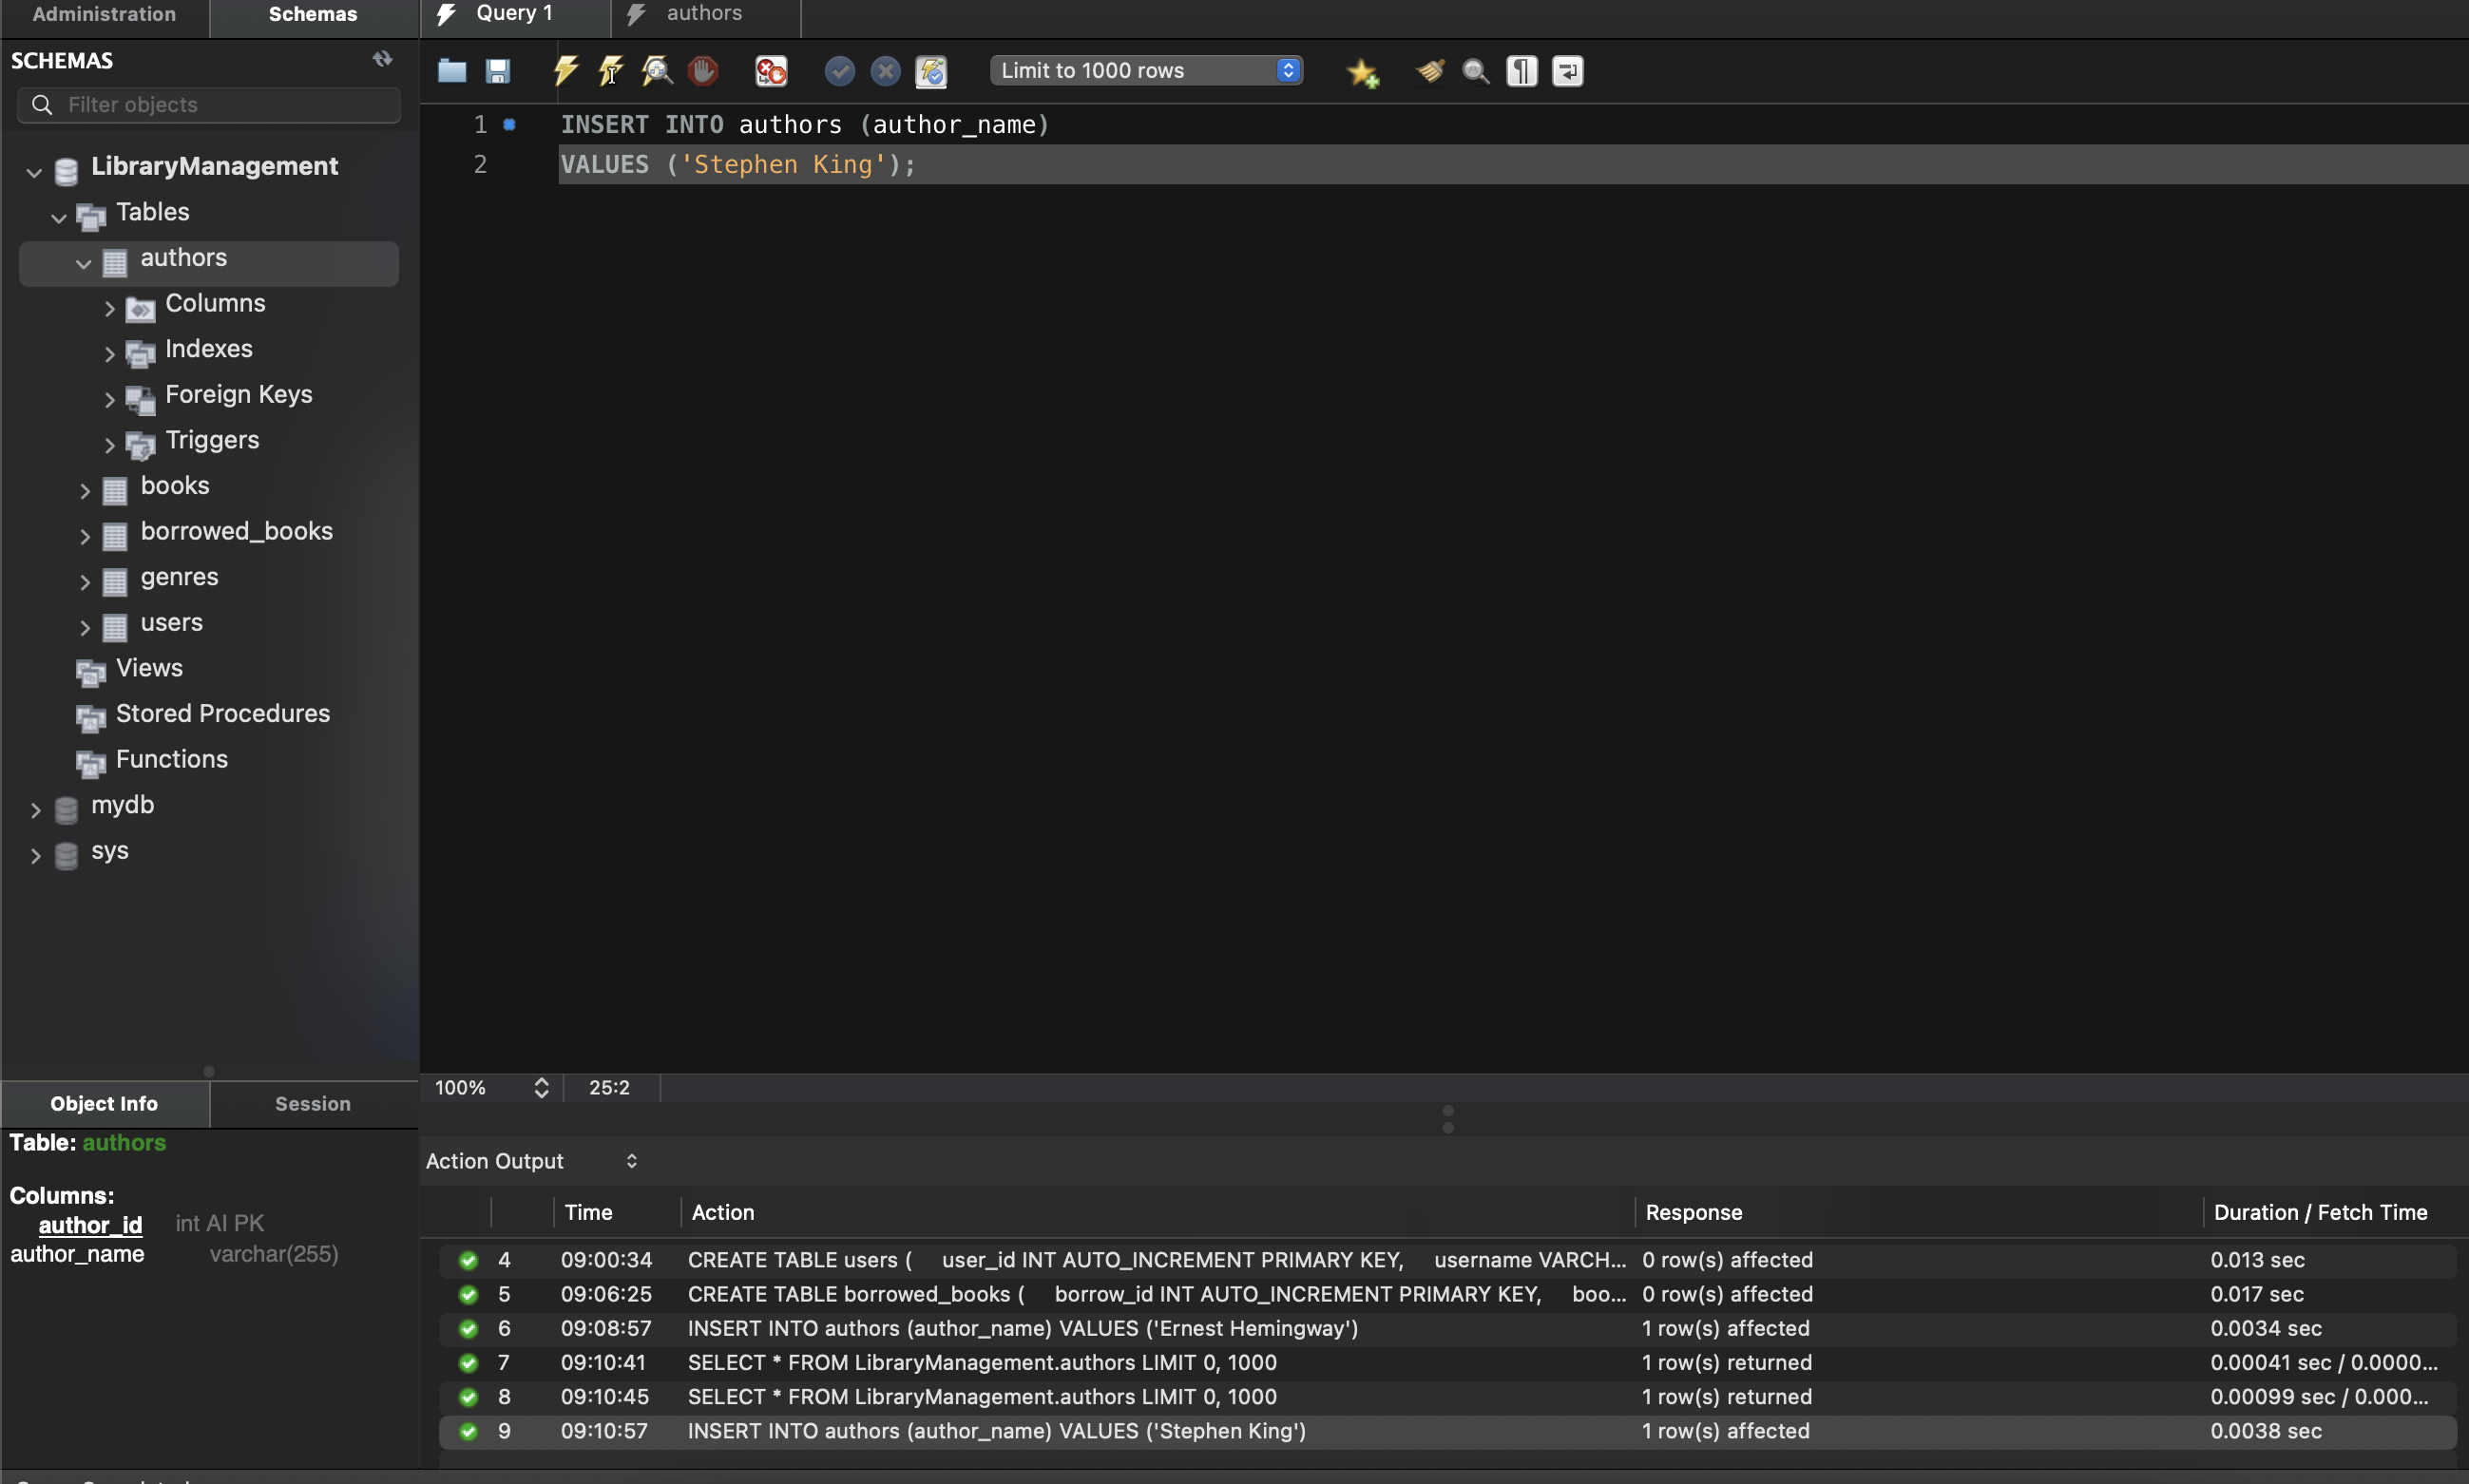 Administration
Schemas
Query 1
authors
SCHEMAS
Filter objects
Limit to 1000 rows
LibraryManagement
Tables
authors
Columns
Indexes
Foreign Keys
Triggers
books
borrowed_books
genres
users
Views
Stored Procedures
Functions
mydb
sys
1 INSERT INTO authors (author_name)
2 VALUES ('Stephen King');
100% 25:2
Object Info
Session
Table: authors
Columns:
author_id int AI PK
author_name varchar(255)
Action Output
Time Action Response Duration / Fetch Time
4 09:00:34 CREATE TABLE users ( user_id INT AUTO_INCREMENT PRIMARY KEY, username VARCH... 0 row(s) affected 0.013 sec
5 09:06:25 CREATE TABLE borrowed_books ( borrow_id INT AUTO_INCREMENT PRIMARY KEY, boo... 0 row(s) affected 0.017 sec
6 09:08:57 INSERT INTO authors (author_name) VALUES ('Ernest Hemingway') 1 row(s) affected 0.0034 sec
7 09:10:41 SELECT * FROM LibraryManagement.authors LIMIT 0, 1000 1 row(s) returned 0.00041 sec / 0.0000...
8 09:10:45 SELECT * FROM LibraryManagement.authors LIMIT 0, 1000 1 row(s) returned 0.00099 sec / 0.000...
9 09:10:57 INSERT INTO authors (author_name) VALUES ('Stephen King') 1 row(s) affected 0.0038 sec